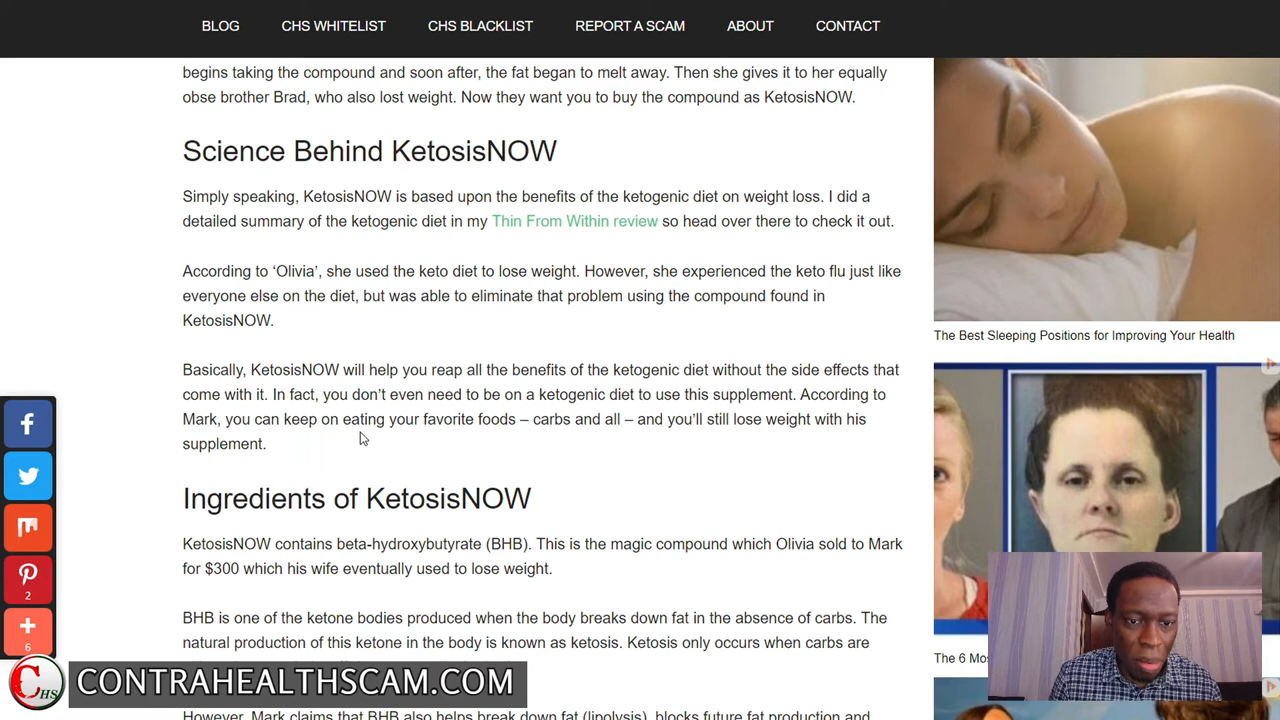 BLOG CHS WHITELIST CHS BLACKLIST REPORT A SCAM ABOUT CONTACT
begins taking the compound and soon after, the fat began to melt away. Then she gives it to her equally
obse brother Brad, who also lost weight. Now they want you to buy the compound as KetosisNOW.
Science Behind KetosisNOW
Simply speaking, KetosisNOW is based upon the benefits of the ketogenic diet on weight loss. I did a
detailed summary of the ketogenic diet in my Thin From Within review so head over there to check it out.
According to ‘Olivia’, she used the keto diet to lose weight. However, she experienced the keto flu just like
everyone else on the diet, but was able to eliminate that problem using the compound found in
KetosisNOW.
Basically, KetosisNOW will help you reap all the benefits of the ketogenic diet without the side effects that
come with it. In fact, you don’t even need to be on a ketogenic diet to use this supplement. According to
Mark, you can keep on eating your favorite foods – carbs and all – and you’ll still lose weight with his
supplement.
Ingredients of KetosisNOW
KetosisNOW contains beta-hydroxybutyrate (BHB). This is the magic compound which Olivia sold to Mark
for $300 which his wife eventually used to lose weight.
BHB is one of the ketone bodies produced when the body breaks down fat in the absence of carbs. The
natural production of this ketone in the body is known as ketosis. Ketosis only occurs when carbs are
However, Mark claims that BHB also helps break down fat (lipolysis), blocks future fat production and
The Best Sleeping Positions for Improving Your Health
The 6 Mos
2
6
CHS
CONTRAHEALTHSCAM.COM